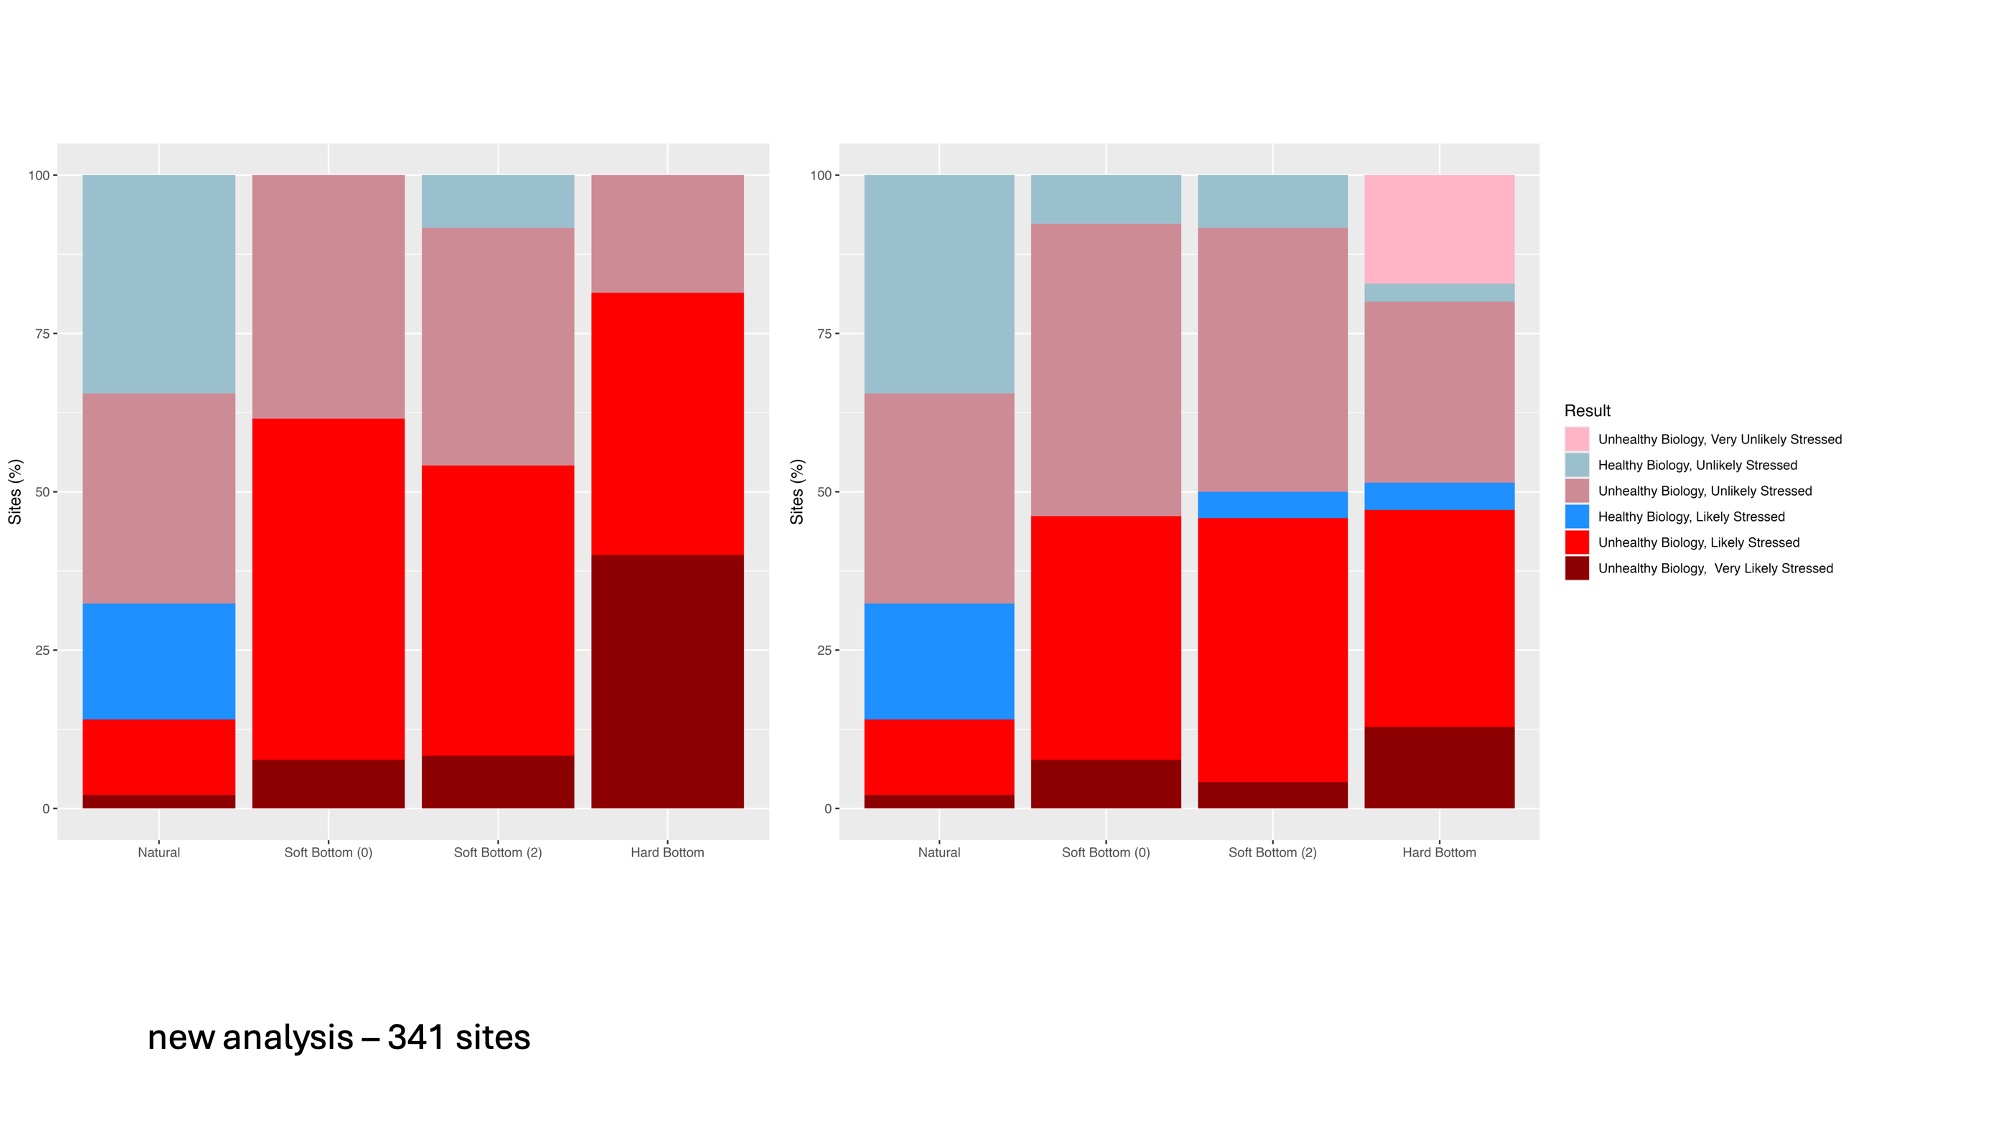 Sites (%)
100
75
50
25
0
Natural
Soft Bottom (0)
Soft Bottom (2)
Hard Bottom
Sites (%)
100
75
50
25
0
Natural
Soft Bottom (0)
Soft Bottom (2)
Hard Bottom
Result
Unhealthy Biology, Very Unlikely Stressed
Healthy Biology, Unlikely Stressed
Unhealthy Biology, Unlikely Stressed
Healthy Biology, Likely Stressed
Unhealthy Biology, Likely Stressed
Unhealthy Biology,  Very Likely Stressed
new analysis – 341 sites